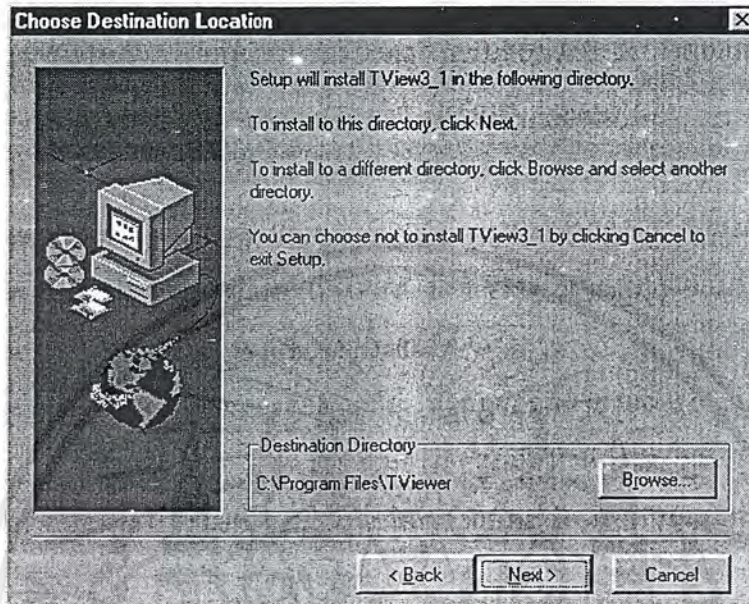 Choose Destination Location
Setup will install TView3_1 in the following directory.
To install to this directory, click Next.
To install to a different directory, click Browse and select another
directory.
You can choose not to install TView3_1 by clicking Cancel to
exit Setup.
Destination Directory
C:\Program Files\TViewer
Browse...
< Back
Next >
Cancel